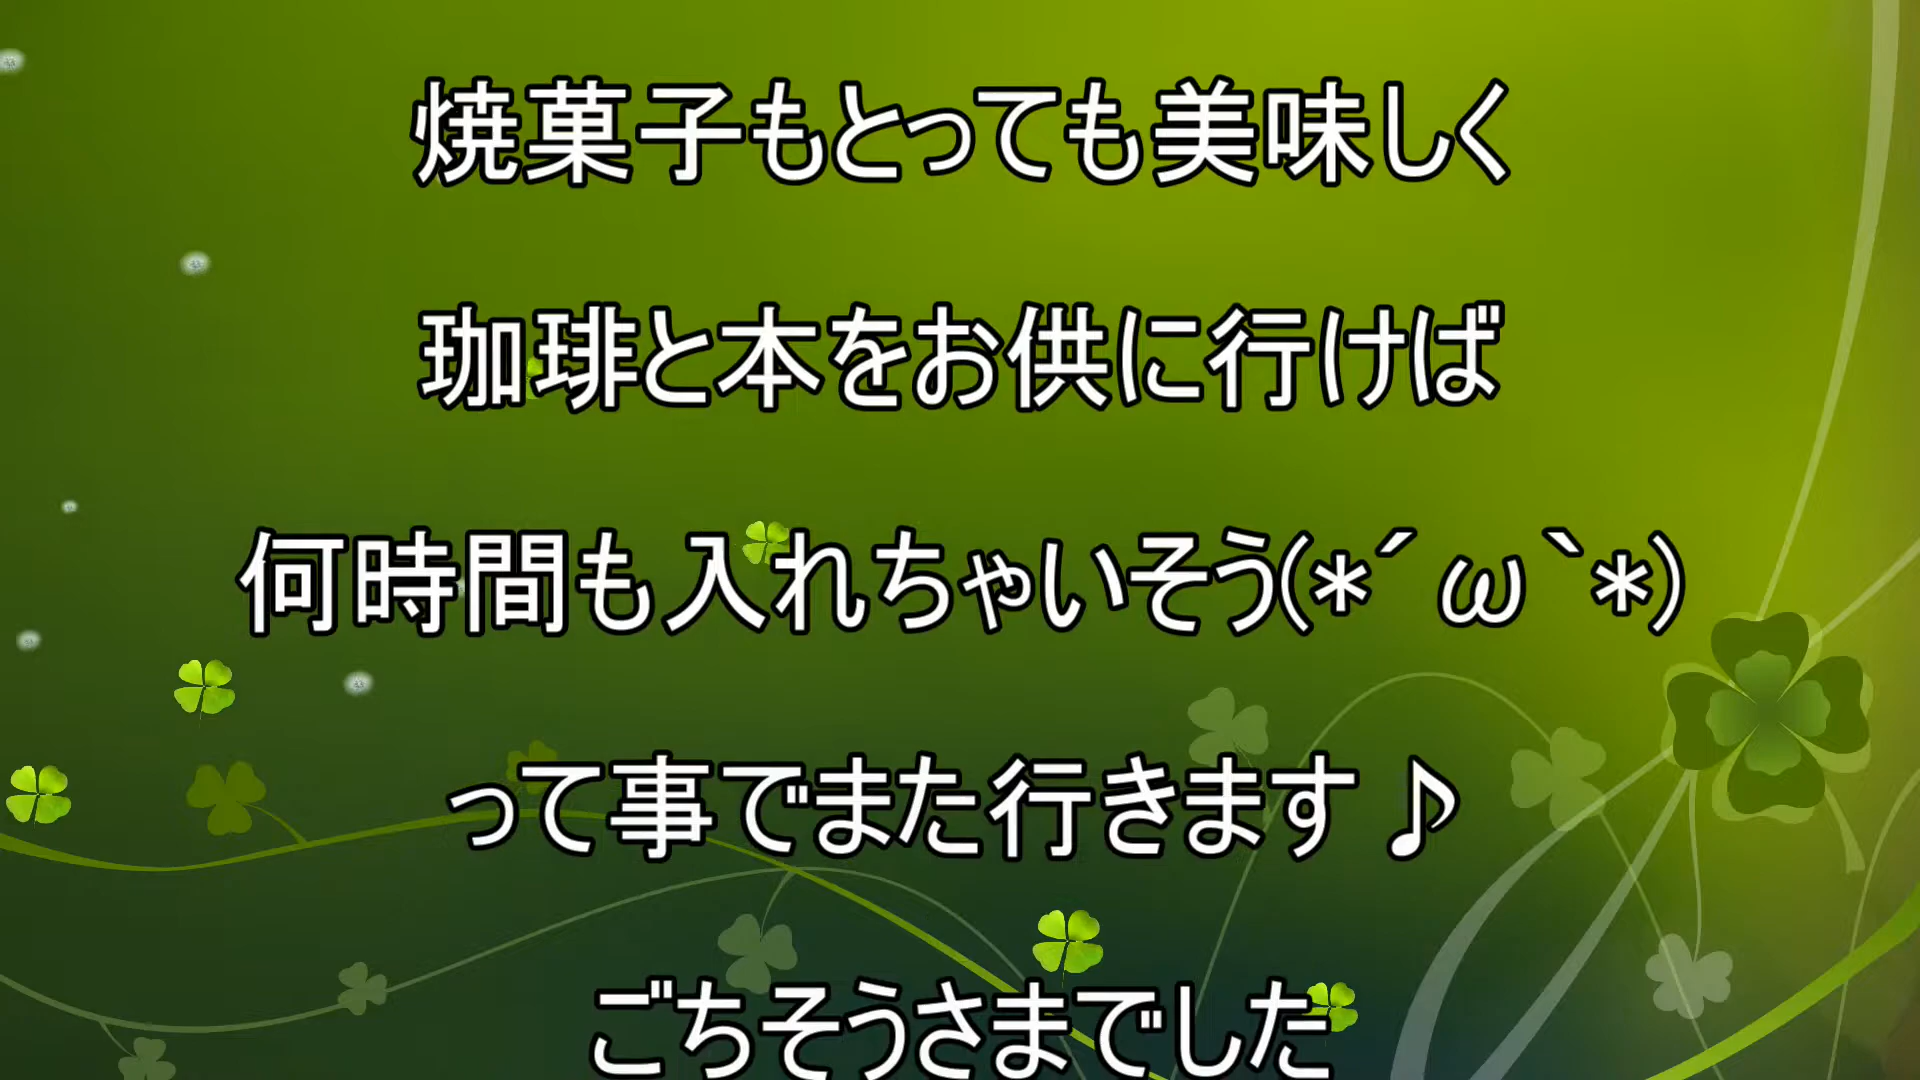 焼菓子もとっても美味しく
珈琲と本をお供に行けば
何時間も入れちゃいそう(*´ω`*)
って事でまた行きます♪
ごちそうさまでした